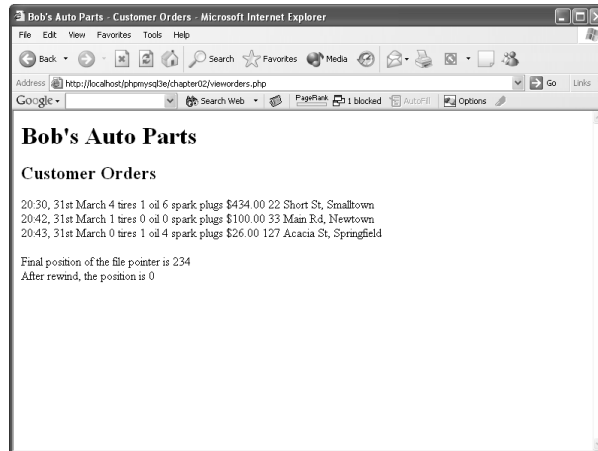 Bob's Auto Parts - Customer Orders - Microsoft Internet Explorer
File Edit View Favorites Tools Help
Back Search Favorites Media
Address http://localhost/phpmysql3e/chapter02/vieworders.php Go Links
Google Search Web PageRank 1 blocked AutoFill Options
Bob's Auto Parts
Customer Orders
20:30, 31st March 4 tires 1 oil 6 spark plugs $434.00 22 Short St, Smalltown
20:42, 31st March 1 tires 0 oil 0 spark plugs $100.00 33 Main Rd, Newtown
20:43, 31st March 0 tires 1 oil 4 spark plugs $26.00 127 Acacia St, Springfield
Final position of the file pointer is 234
After rewind, the position is 0